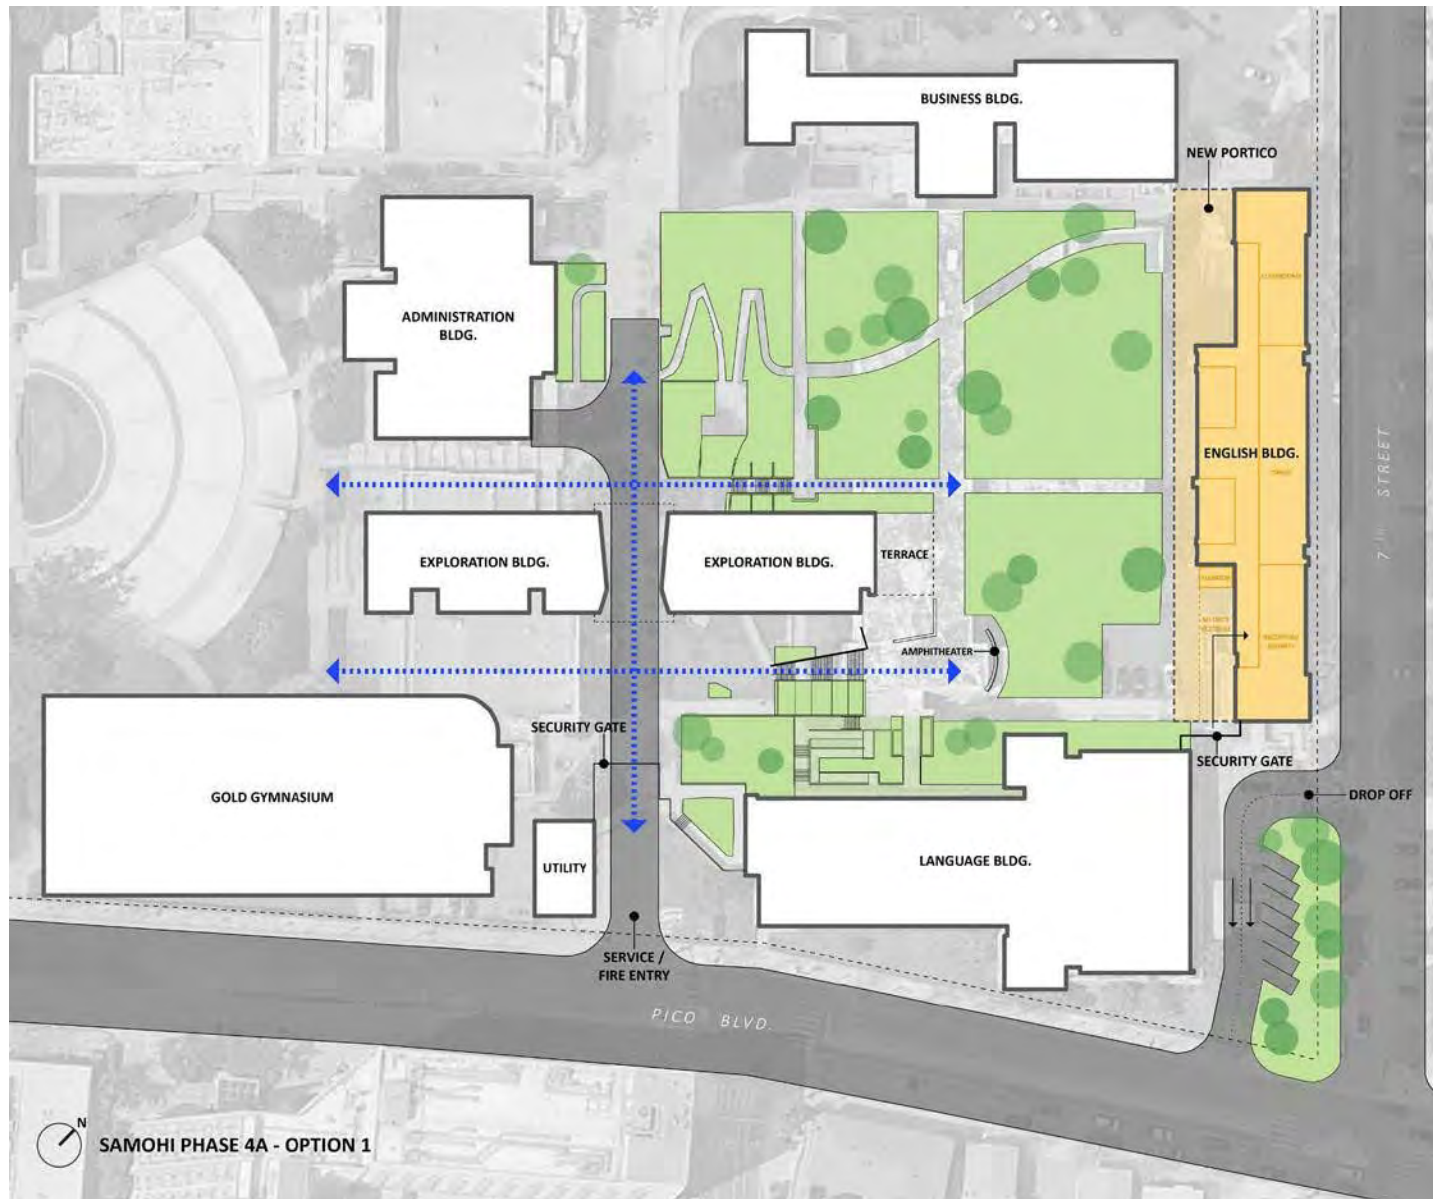 BUSINESS BLDG.
NEW PORTICO
ADMINISTRATION
BLDG.
ENGLISH BLDG.
7TH STREET
EXPLORATION BLDG.
EXPLORATION BLDG.
TERRACE
AMPHITHEATER
SECURITY GATE
SECURITY GATE
GOLD GYMNASIUM
DROP OFF
UTILITY
LANGUAGE BLDG.
SERVICE /
FIRE ENTRY
PICO BLVD.
N
SAMOHI PHASE 4A - OPTION 1